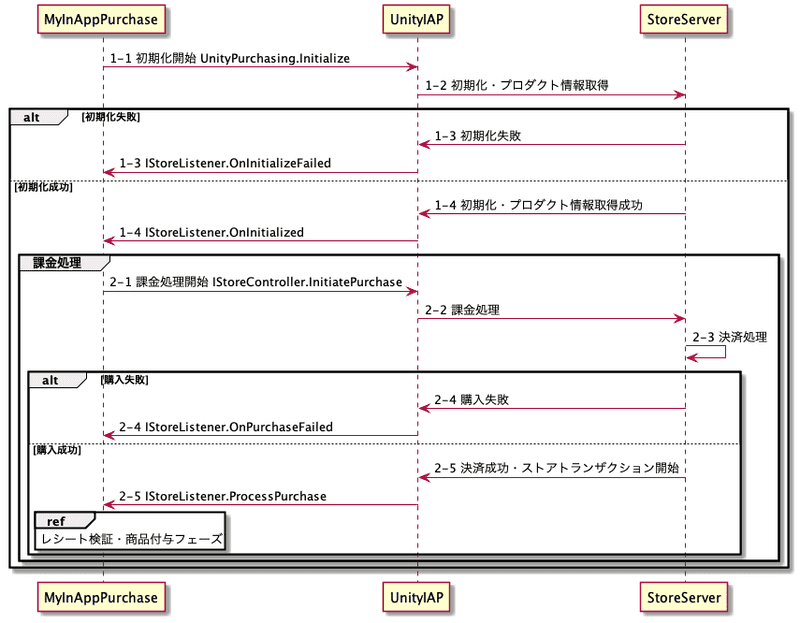 MyInAppPurchase UnityIAP StoreServer
1-1 初期化開始 UnityPurchasing.Initialize
1-2 初期化・プロダクト情報取得
alt [初期化失敗]
1-3 初期化失敗
1-3 IStoreListener.OnInitializeFailed
[初期化成功]
1-4 初期化・プロダクト情報取得成功
1-4 IStoreListener.OnInitialized
課金処理
2-1 課金処理開始 IStoreController.InitiatePurchase
2-2 課金処理
2-3 決済処理
alt [購入失敗]
2-4 購入失敗
2-4 IStoreListener.OnPurchaseFailed
[購入成功]
2-5 決済成功・ストアトランザクション開始
2-5 IStoreListener.ProcessPurchase
ref
レシート検証・商品付与フェーズ
MyInAppPurchase UnityIAP StoreServer